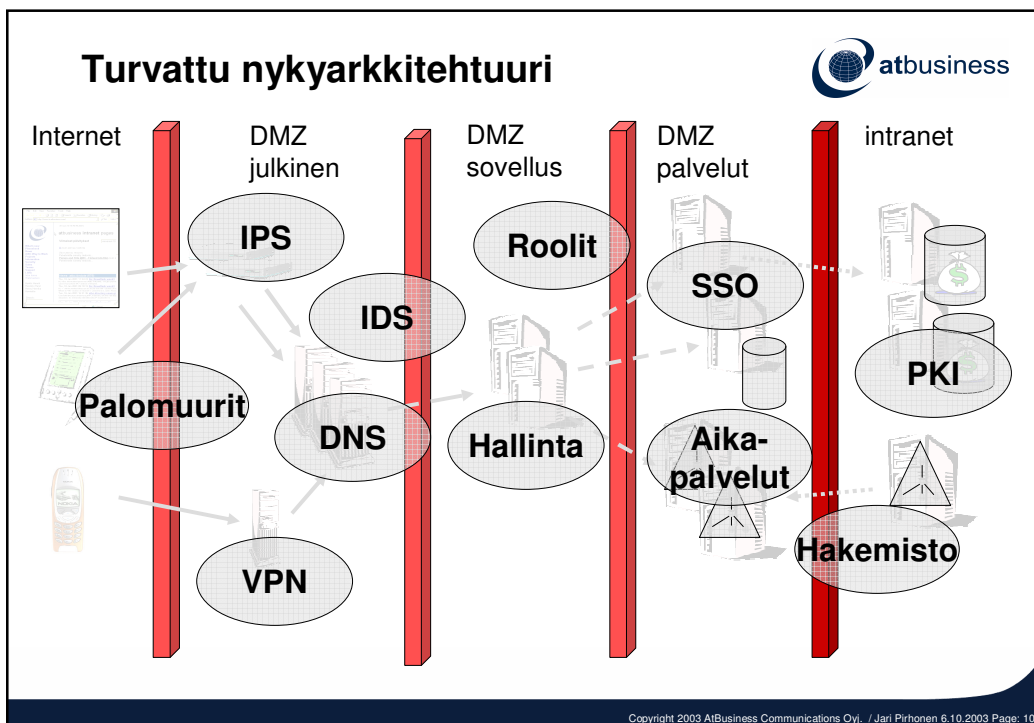 Turvattu nykyarkkitehtuuri
atbusiness
Internet
DMZ
julkinen
DMZ
sovellus
DMZ
palvelut
intranet
IPS
Roolit
SSO
IDS
PKI
Palomuurit
DNS
Hallinta
Aika-
palvelut
Hakemisto
VPN
Copyright 2003 AtBusiness Communications Oyj. / Jari Pirhonen 6.10.2003 Page: 10